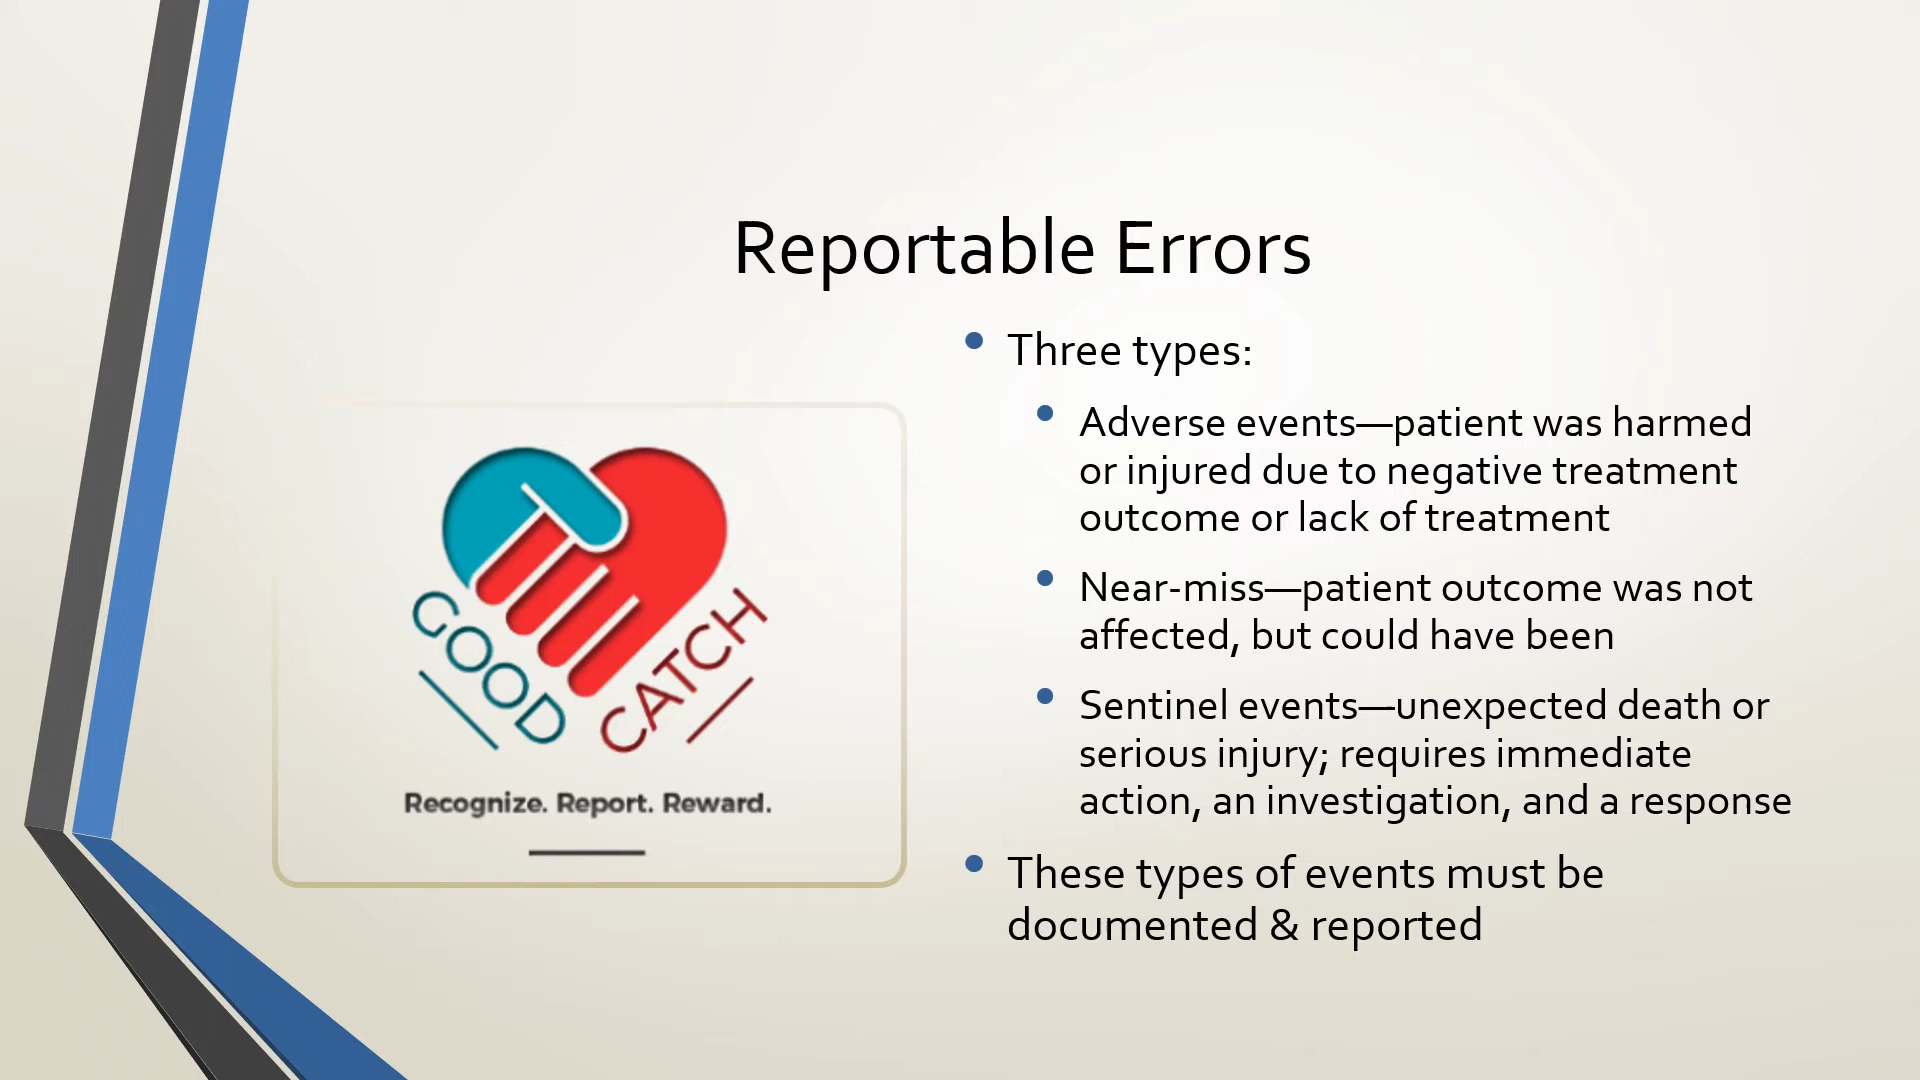 Reportable Errors
GOOD
CATCH
Recognize. Report. Reward.
• Three types:
• Adverse events—patient was harmed
or injured due to negative treatment
outcome or lack of treatment
• Near-miss—patient outcome was not
affected, but could have been
• Sentinel events—unexpected death or
serious injury; requires immediate
action, an investigation, and a response
• These types of events must be
documented & reported